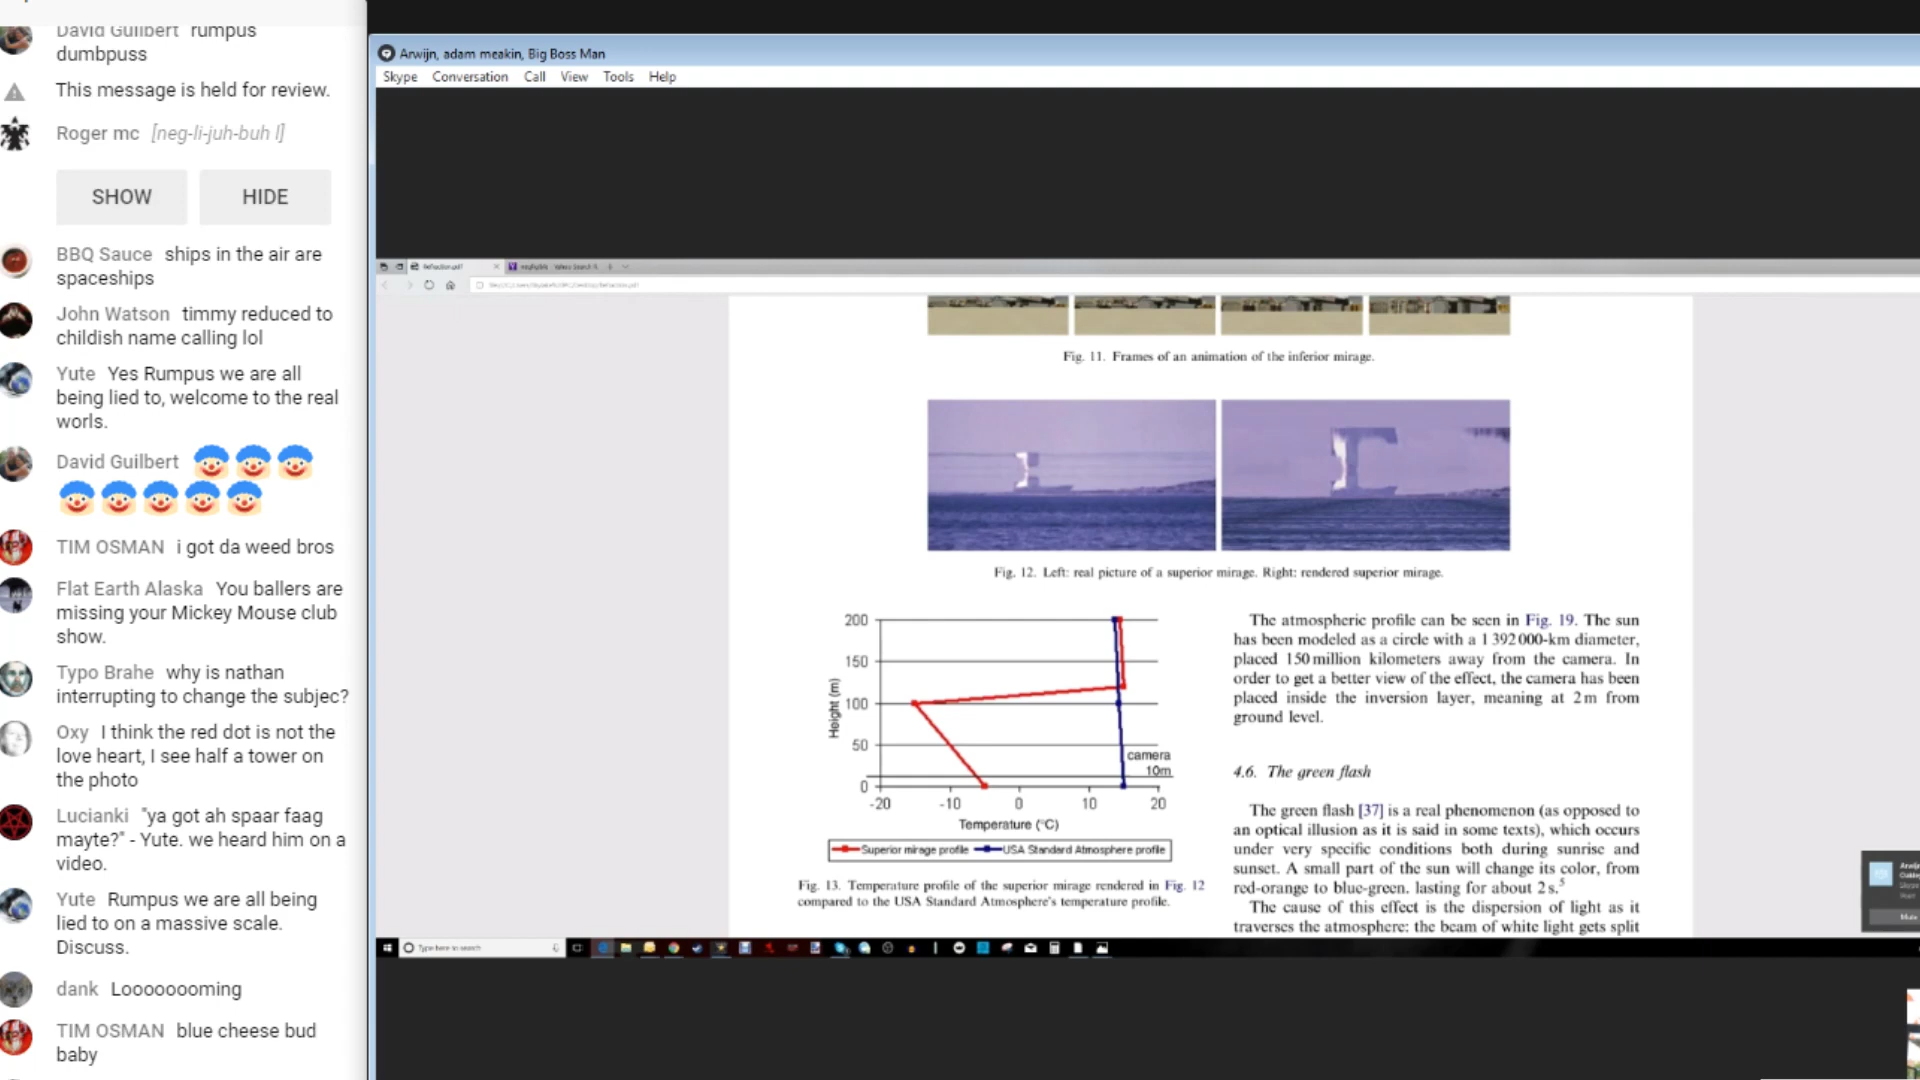 David Guilbert rumpus
dumbpuss
This message is held for review.
Roger mc [neg-li-juh-buh l]
SHOW HIDE
BBQ Sauce ships in the air are
spaceships
John Watson timmy reduced to
childish name calling lol
Yute Yes Rumpus we are all
being lied to, welcome to the real
worls.
David Guilbert
TIM OSMAN i got da weed bros
Flat Earth Alaska You ballers are
missing your Mickey Mouse club
show.
Typo Brahe why is nathan
interrupting to change the subjec?
Oxy I think the red dot is not the
love heart, I see half a tower on
the photo
Lucianki "ya got ah spaar faag
mayte?" - Yute. we heard him on a
video.
Yute Rumpus we are all being
lied to on a massive scale.
Discuss.
dank Looooooooming
TIM OSMAN blue cheese bud
baby
Arwijn, adam meakin, Big Boss Man
Skype Conversation Call View Tools Help
Fig. 11. Frames of an animation of the inferior mirage.
Fig. 12. Left: real picture of a superior mirage. Right: rendered superior mirage.
200
150
100
50
0
Height (m)
camera
10m
-20 -10 0 10 20
Temperature (°C)
Superior mirage profile USA Standard Atmosphere profile
Fig. 13. Temperature profile of the superior mirage rendered in Fig. 12
compared to the USA Standard Atmosphere's temperature profile.
The atmospheric profile can be seen in Fig. 19. The sun
has been modeled as a circle with a 1 392 000-km diameter,
placed 150 million kilometers away from the camera. In
order to get a better view of the effect, the camera has been
placed inside the inversion layer, meaning at 2 m from
ground level.
4.6. The green flash
The green flash [37] is a real phenomenon (as opposed to
an optical illusion as it is said in some texts), which occurs
under very specific conditions both during sunrise and
sunset. A small part of the sun will change its color, from
red-orange to blue-green. lasting for about 2 s.5
The cause of this effect is the dispersion of light as it
traverses the atmosphere: the beam of white light gets split
Type here to search